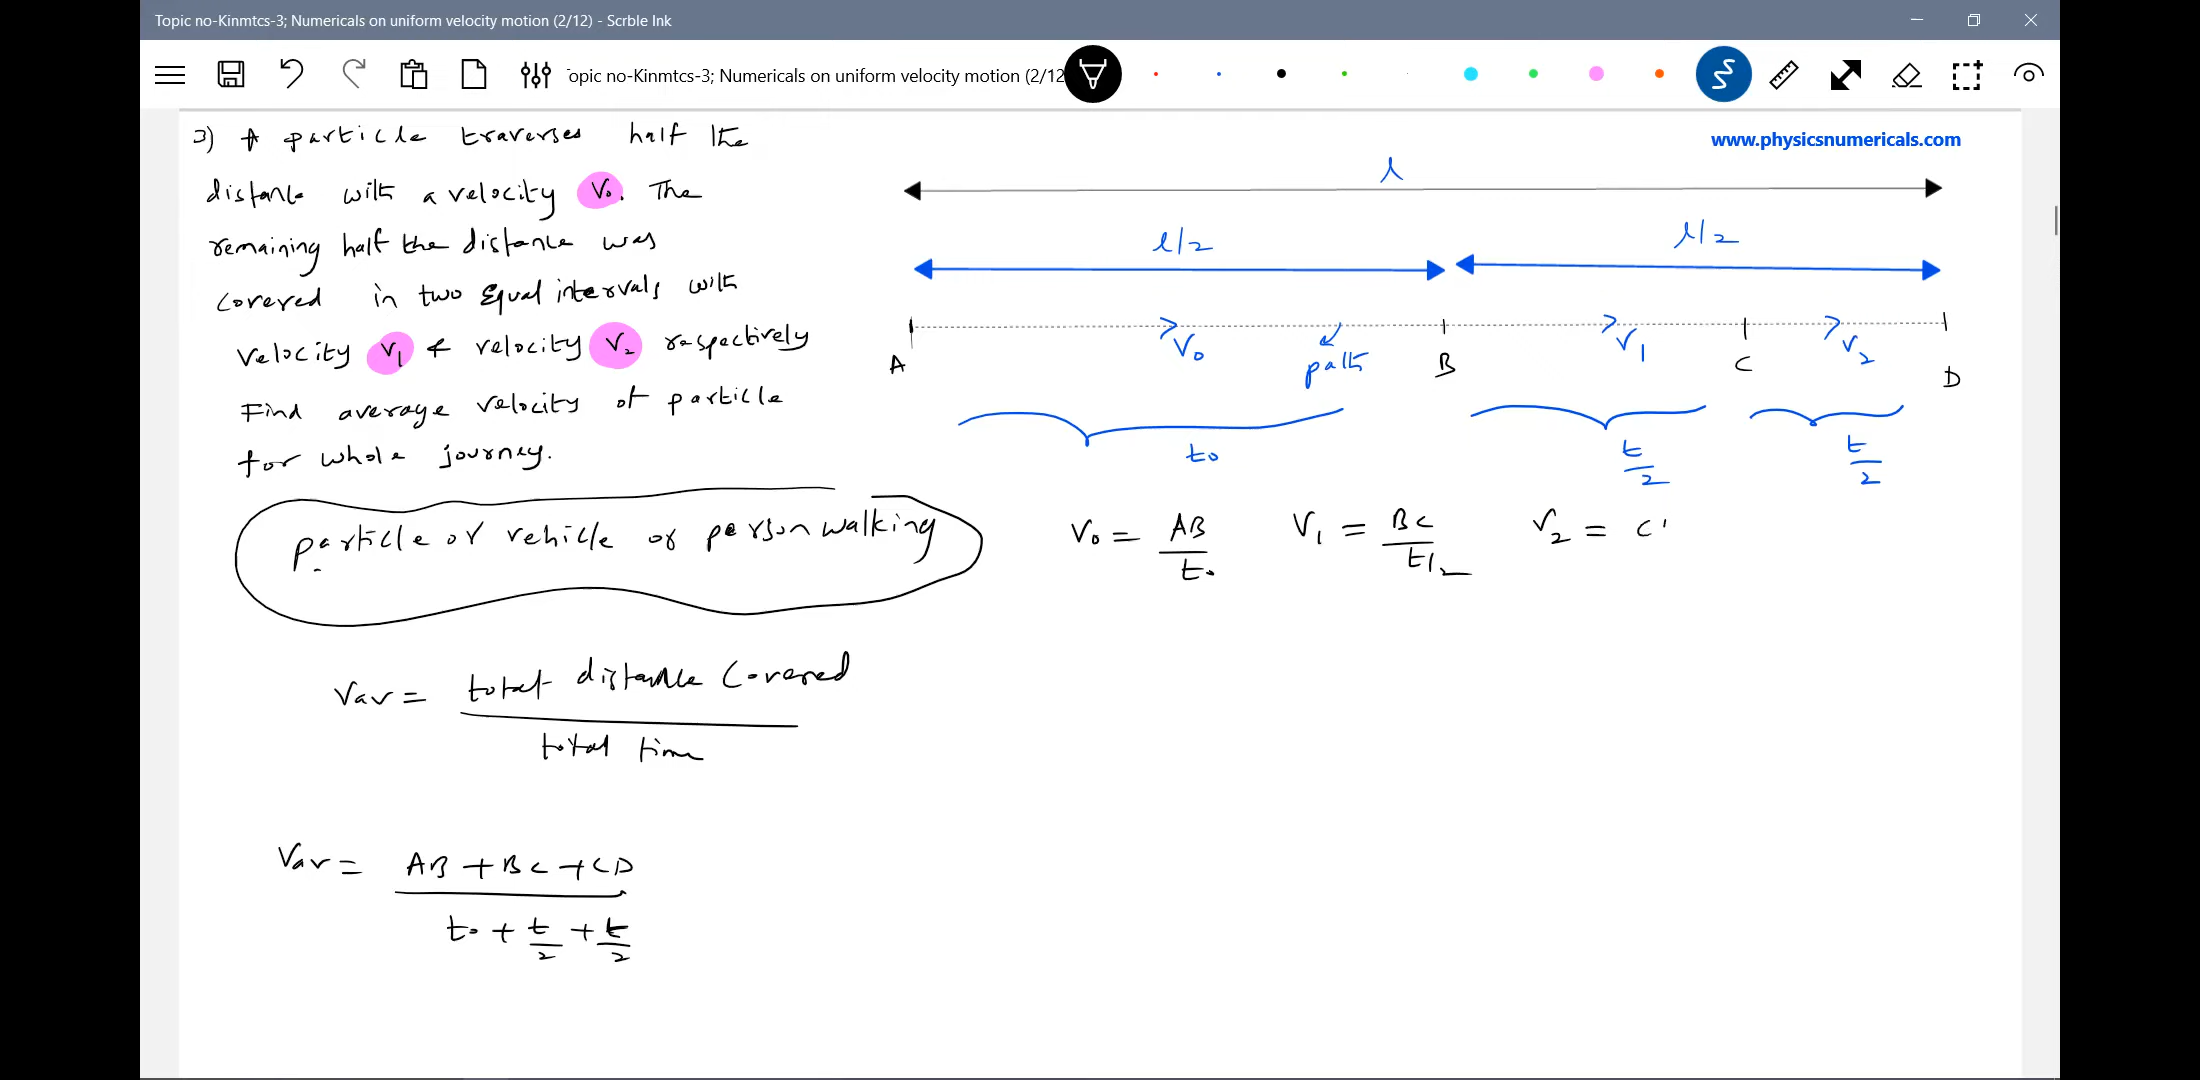 Topic no-Kinmtcs-3; Numericals on uniform velocity motion (2/12) - Scrble Ink
opic no-Kinmtcs-3; Numericals on uniform velocity motion (2/12
www.physicsnumericals.com
3) A particle traverses half the
distance with a velocity V₀. The
remaining half the distance was
covered in two Equal intervals with
velocity V₁ & velocity V₂ respectively
Find average velocity of particle
for whole journey.
particle or vehicle or person walking
Vav = total distance covered
total time
Vav = AB + BC + CD
t₀ + t/2 + t/2
l
l/2 l/2
V₀ path V₁ V₂
A B C D
t₀ t/2 t/2
V₀ = AB/t₀ V₁ = BC/t/2 V₂ = C'